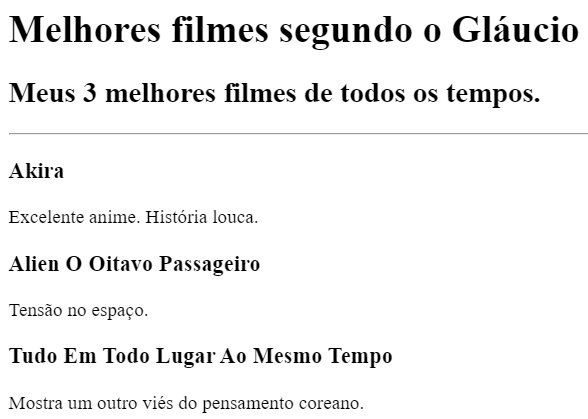 Melhores filmes segundo o Gláucio
Meus 3 melhores filmes de todos os tempos.
Akira
Excelente anime. História louca.
Alien O Oitavo Passageiro
Tensão no espaço.
Tudo Em Todo Lugar Ao Mesmo Tempo
Mostra um outro viés do pensamento coreano.